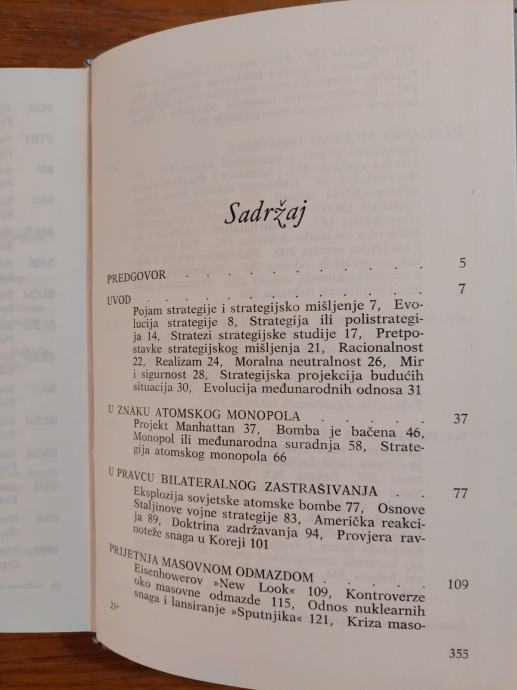 Sadržaj
PREDGOVOR . . . . . . . . . . 5
UVOD . . . . . . . . . . . . 7
Pojam strategije i strategijsko mišljenje 7, Evo-
lucija strategije 8, Strategija ili polistrategi-
ja 14, Stratezi strategijske studije 17, Pretpo-
stavke strategijskog mišljenja 21, Racionalnost
22, Realizam 24, Moralna neutralnost 26, Mir
i sigurnost 28, Strategijska projekcija budućih
situacija 30, Evolucija međunarodnih odnosa 31
U ZNAKU ATOMSKOG MONOPOLA . . . . . 37
Projekt Manhattan 37, Bomba je bačena 46,
Monopol ili međunarodna suradnja 58, Strate-
gija atomskog monopola 66
U PRAVCU BILATERALNOG ZASTRAŠIVANJA . . 77
Eksplozija sovjetske atomske bombe 77, Osnove
Staljinove vojne strategije 83, Američka reakci-
ja 89, Doktrina zadržavanja 94, Provjera rav-
noteže snaga u Koreji 101
PRIJETNJA MASOVNOM ODMAZDOM . . . . . 109
Eisenhowerov »New Look« 109, Kontroverze
oko masovne odmazde 115, Odnos nuklearnih
snaga i lansiranje »Sputnjika« 121, Kriza maso-
23*
355